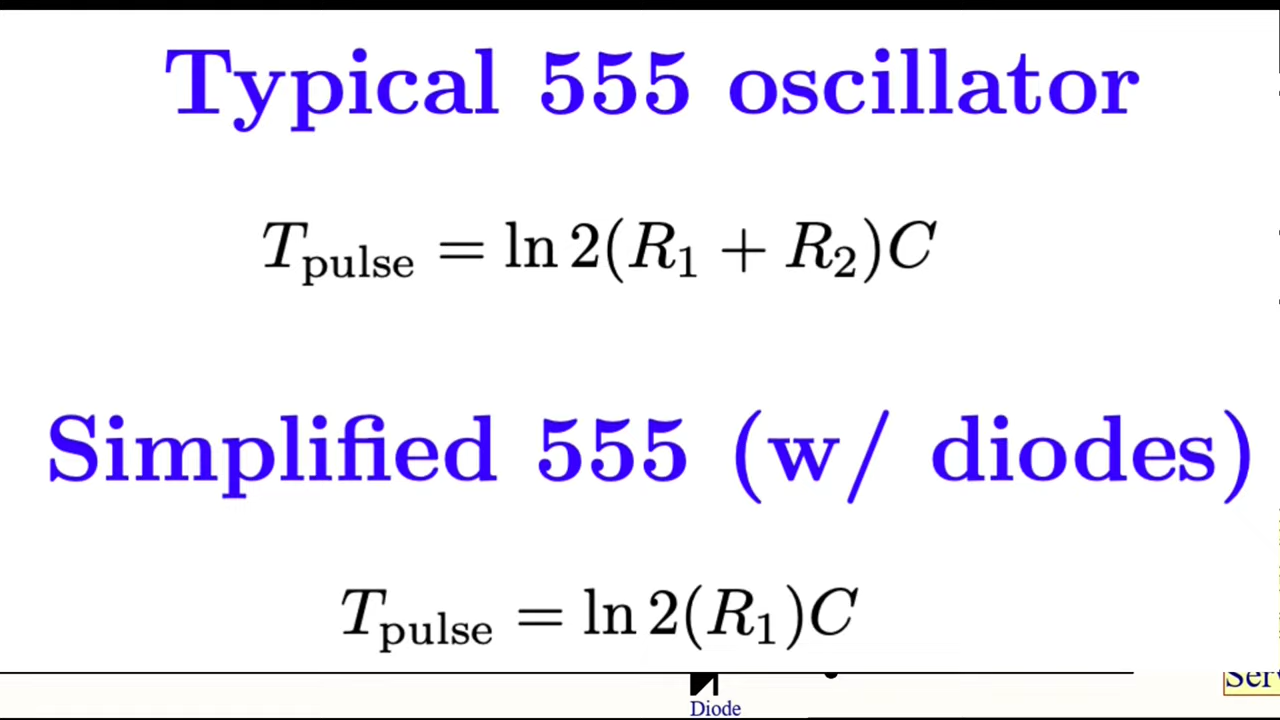 Typical 555 oscillator
T_pulse = ln 2(R_1 + R_2)C
Simplified 555 (w/ diodes)
T_pulse = ln 2(R_1)C
Diode